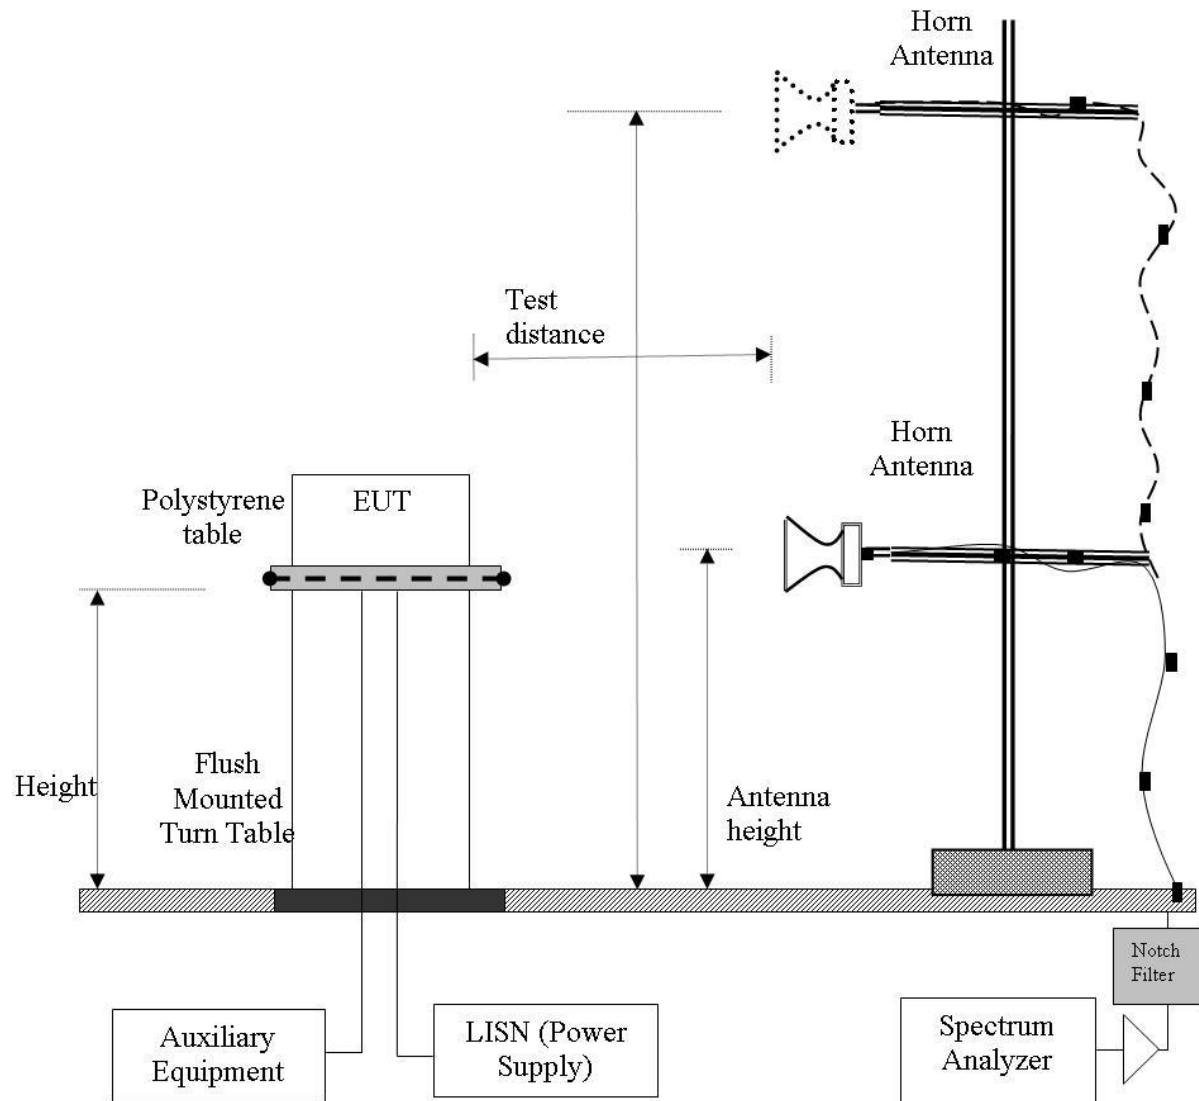 Horn
Antenna
Test
distance
Horn
Antenna
Polystyrene
table
EUT
Height
Flush
Mounted
Turn Table
Antenna
height
Notch
Filter
Auxiliary
Equipment
LISN (Power
Supply)
Spectrum
Analyzer